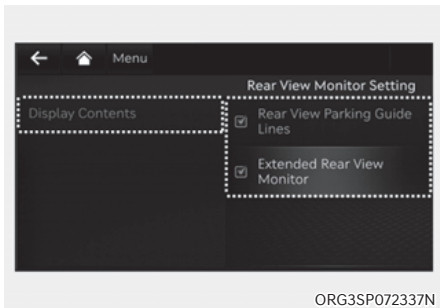 Menu
Rear View Monitor Setting
Display Contents
Rear View Parking Guide
Lines
Extended Rear View
Monitor
ORG3SP072337N